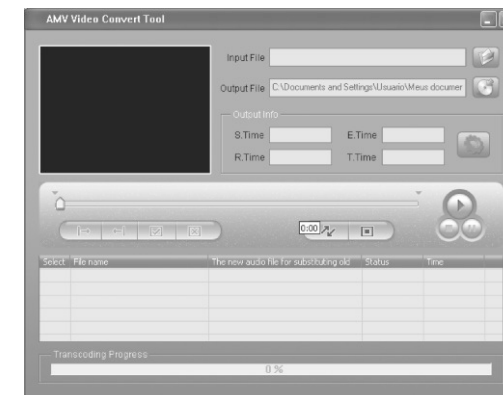 AMV Video Convert Tool
Input File
Output File C:\Documents and Settings\Usuario\Meus documer
Output Info
S.Time E.Time
R.Time T.Time
0:00
Select File name The new audio file for substituting old Status Time
Transcoding Progress
0 %